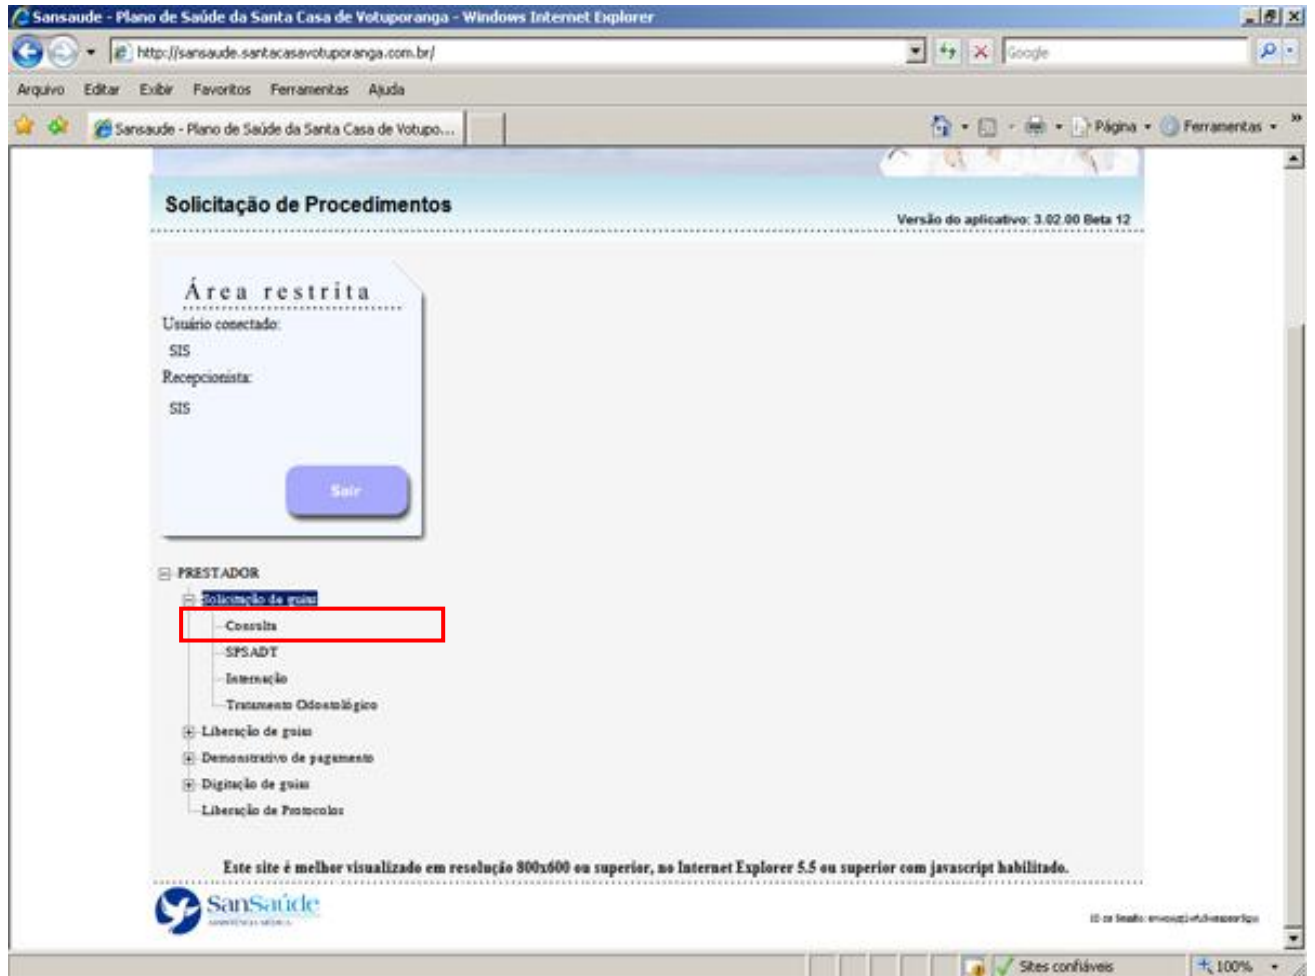 Sansaude - Plano de Saúde da Santa Casa de Votuporanga - Windows Internet Explorer
http://sansaude.santacasavotuporanga.com.br/
Google
Arquivo Editar Exibir Favoritos Ferramentas Ajuda
Sansaude - Plano de Saúde da Santa Casa de Votupo...
Página
Ferramentas
Solicitação de Procedimentos
Versão do aplicativo: 3.02.00 Beta 12
Área restrita
Usuário conectado:
SIS
Recepcionista:
SIS
Sair
PRESTADOR
Solicitação de guias
Consulta
SPSADT
Internação
Tratamento Odontológico
Liberação de guias
Demonstrativo de pagamento
Digitação de guias
Liberação de Protocolos
Este site é melhor visualizado em resolução 800x600 ou superior, no Internet Explorer 5.5 ou superior com javascript habilitado.
SanSaúde
ASSISTÊNCIA MÉDICA
Sites confiáveis
100%